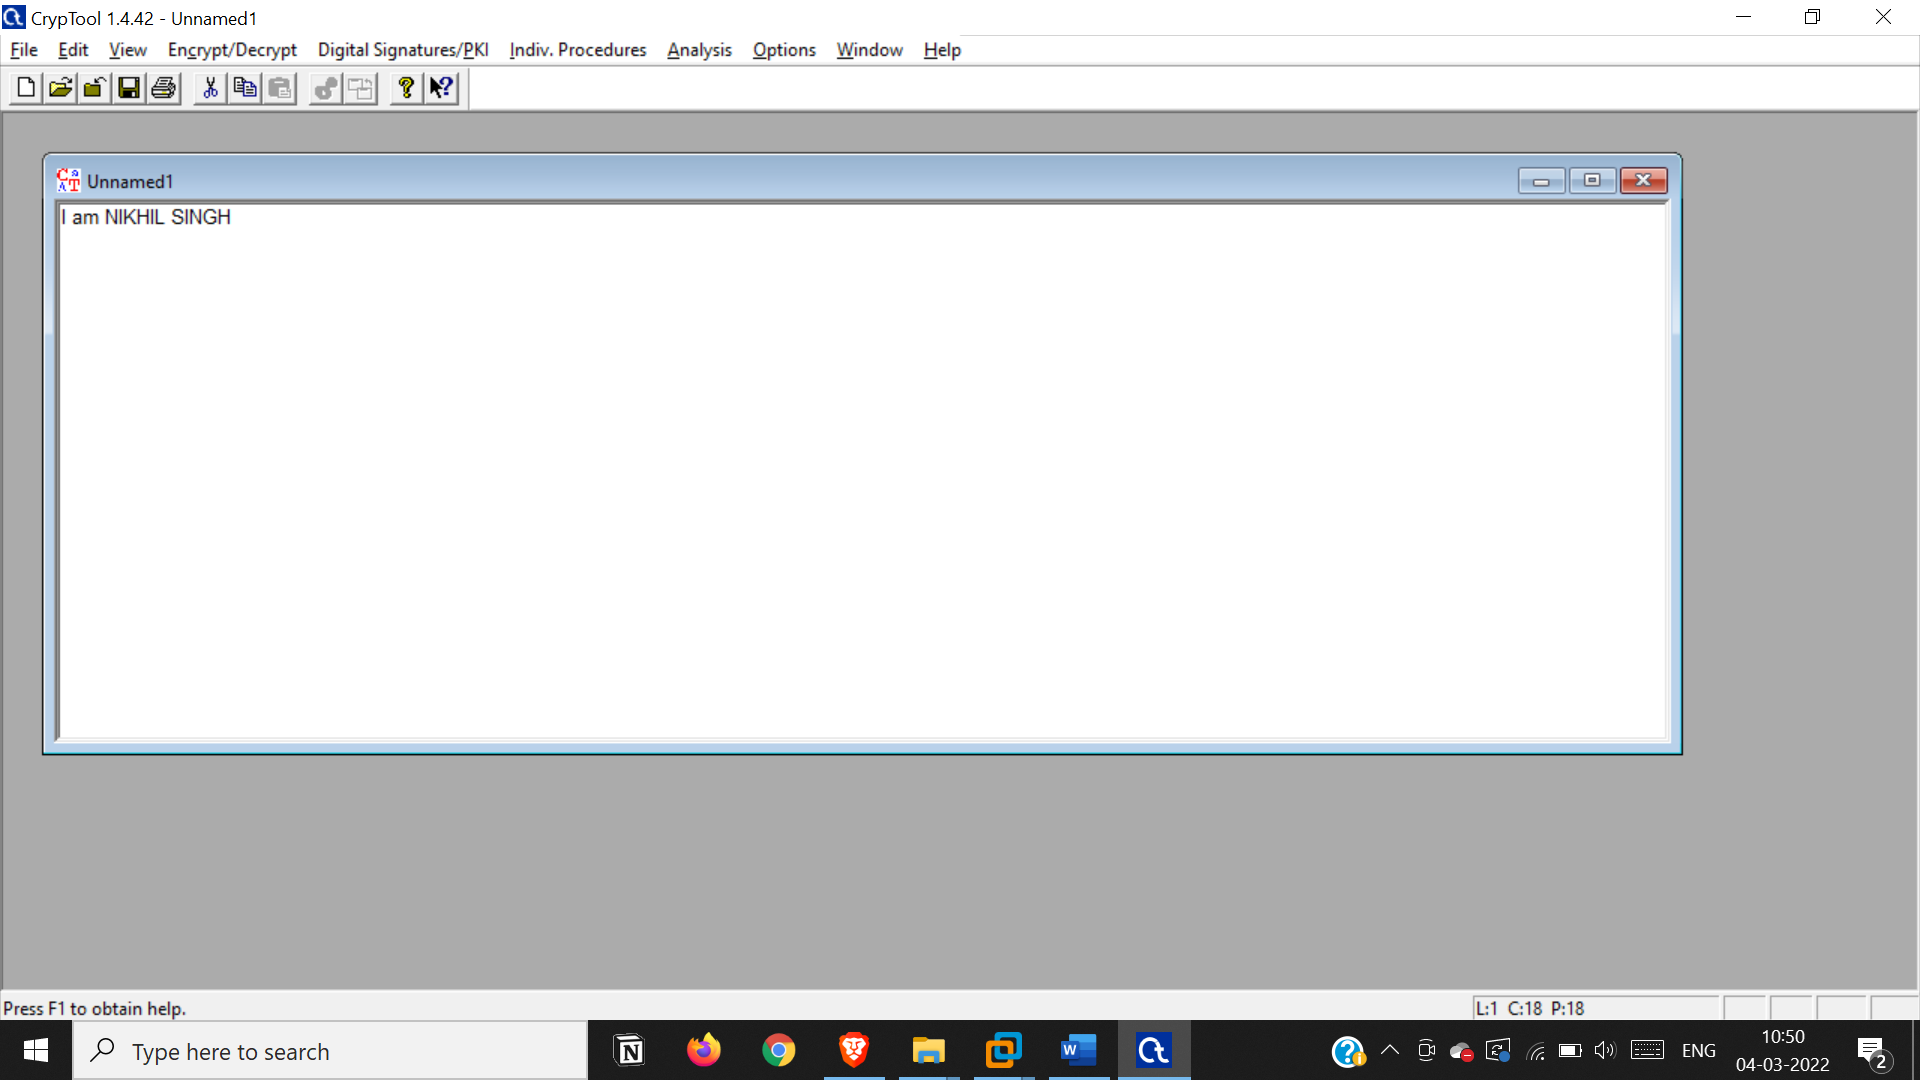 CrypTool 1.4.42 - Unnamed1
File Edit View Encrypt/Decrypt Digital Signatures/PKI Indiv. Procedures Analysis Options Window Help
Unnamed1
I am NIKHIL SINGH
Press F1 to obtain help.
L:1 C:18 P:18
Type here to search
ENG
10:50
04-03-2022
2